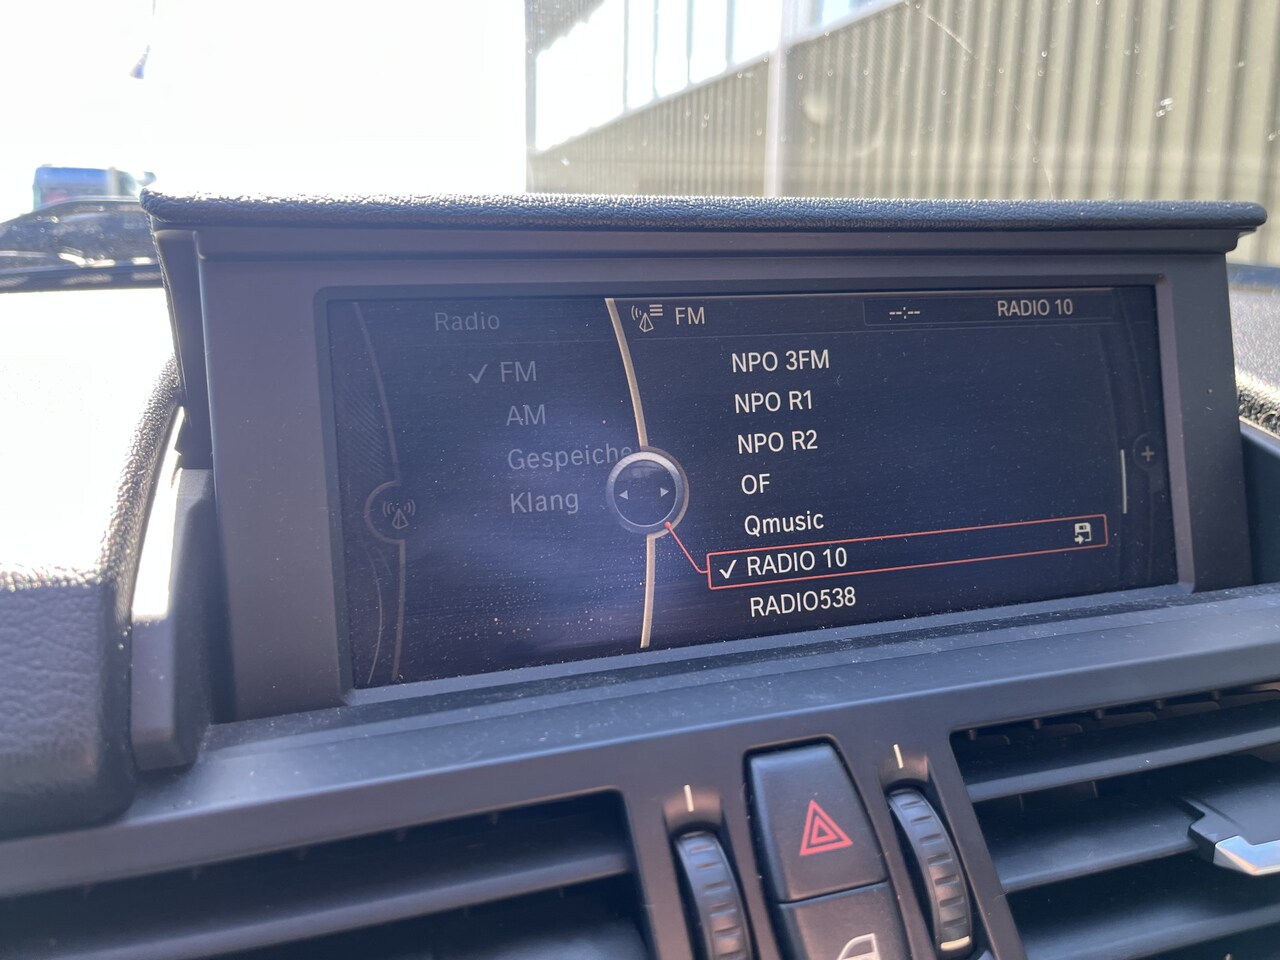 Radio
✓ FM
AM
Gespeiche
Klang
FM
--:--
RADIO 10
NPO 3FM
NPO R1
NPO R2
OF
Qmusic
✓ RADIO 10
RADIO538
+